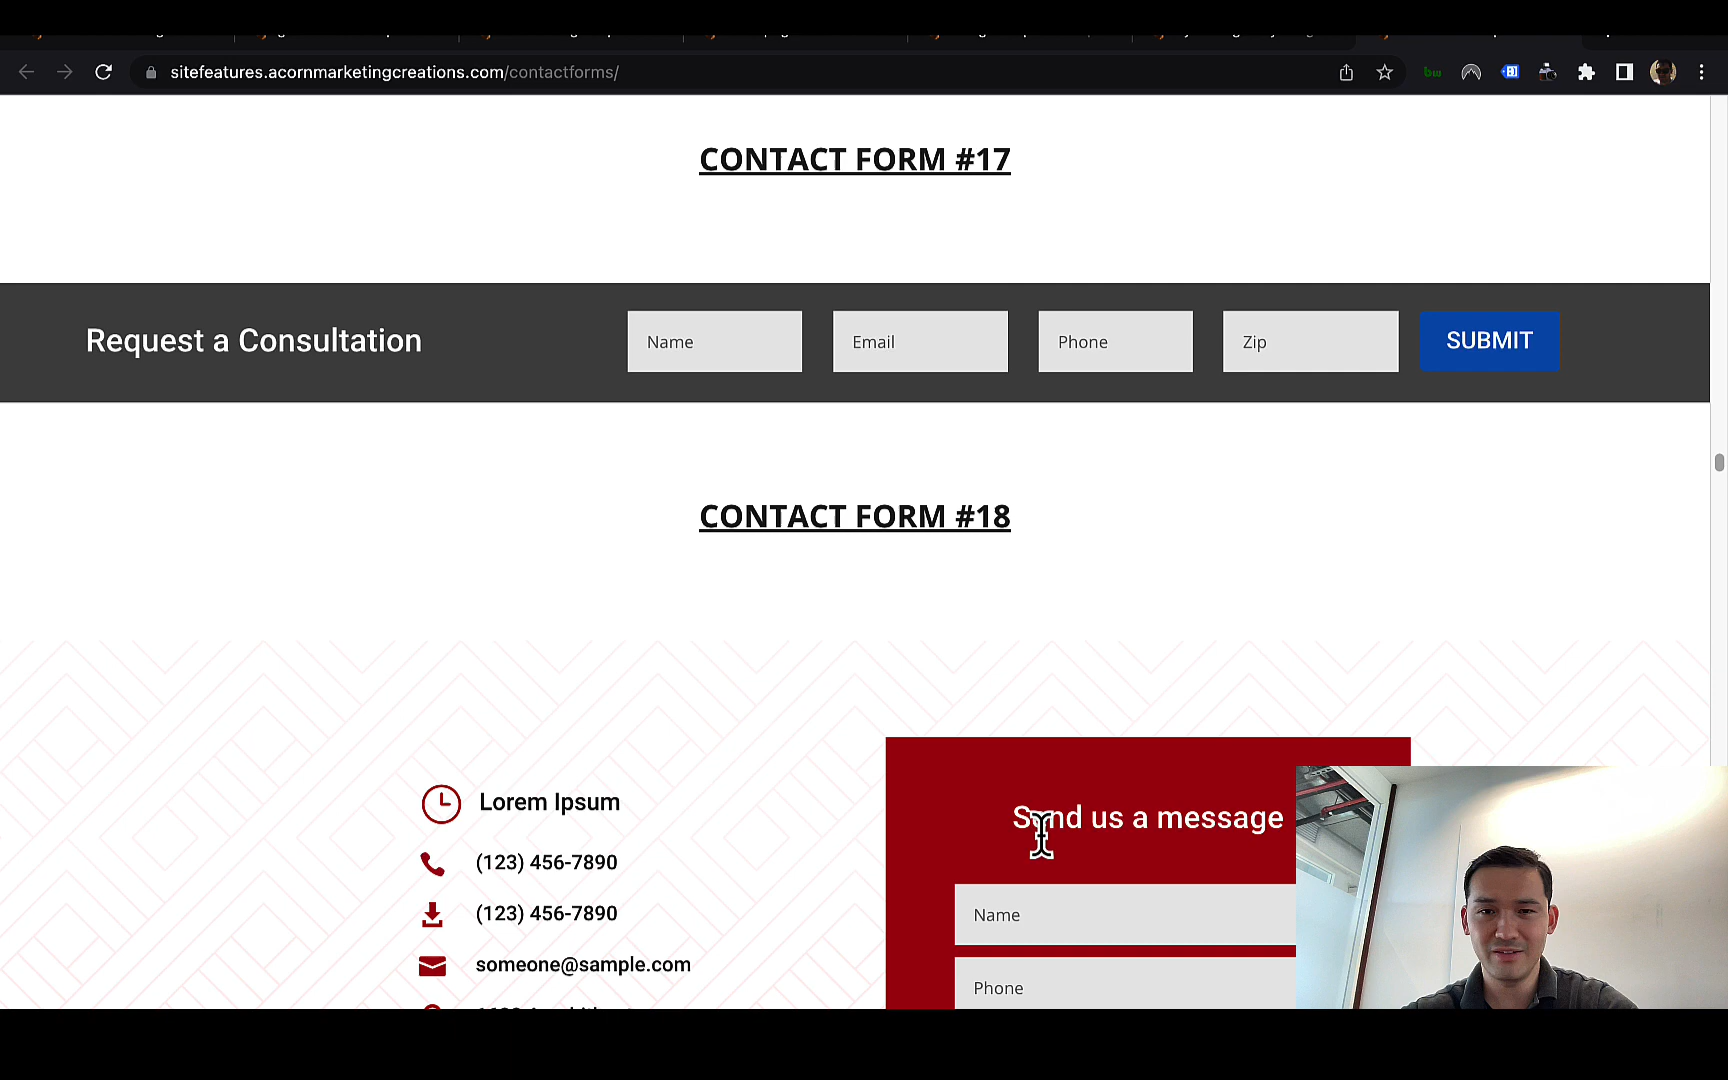 sitefeatures.acornmarketingcreations.com/contactforms/
CONTACT FORM #17
Request a Consultation
Name
Email
Phone
Zip
SUBMIT
CONTACT FORM #18
Lorem Ipsum
(123) 456-7890
(123) 456-7890
someone@sample.com
Send us a message
Name
Phone